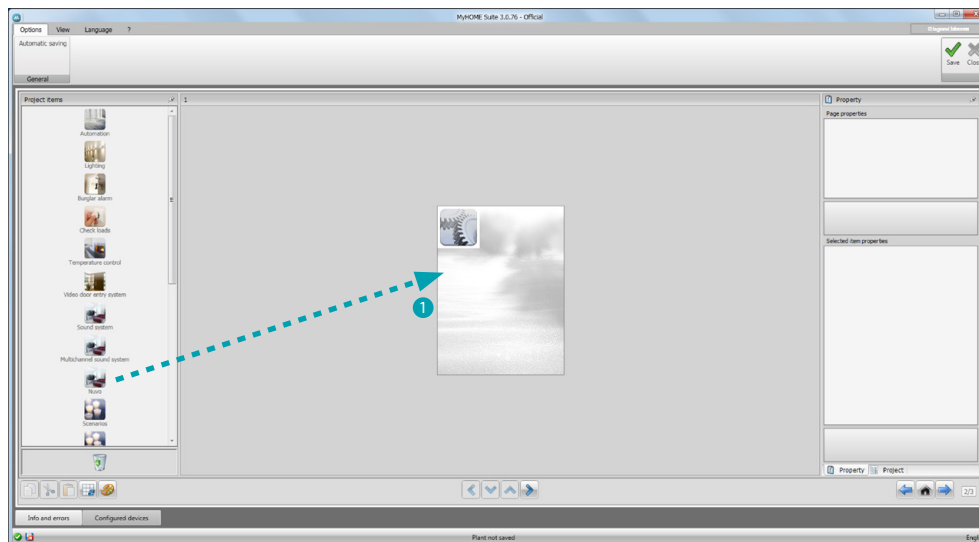 MyHOME Suite 3.0.76 - Official
Options View Language ?
Automatic saving
Save Clos
General
Project items
1
Property
Page properties
Automation
Lighting
Burglar alarm
Check loads
Temperature control
Selected item properties
Video door entry system
Sound system
1
Multichannel sound system
Nuvo
Scenarios
Property Project
2/3
Info and errors Configured devices
Plant not saved
Engl